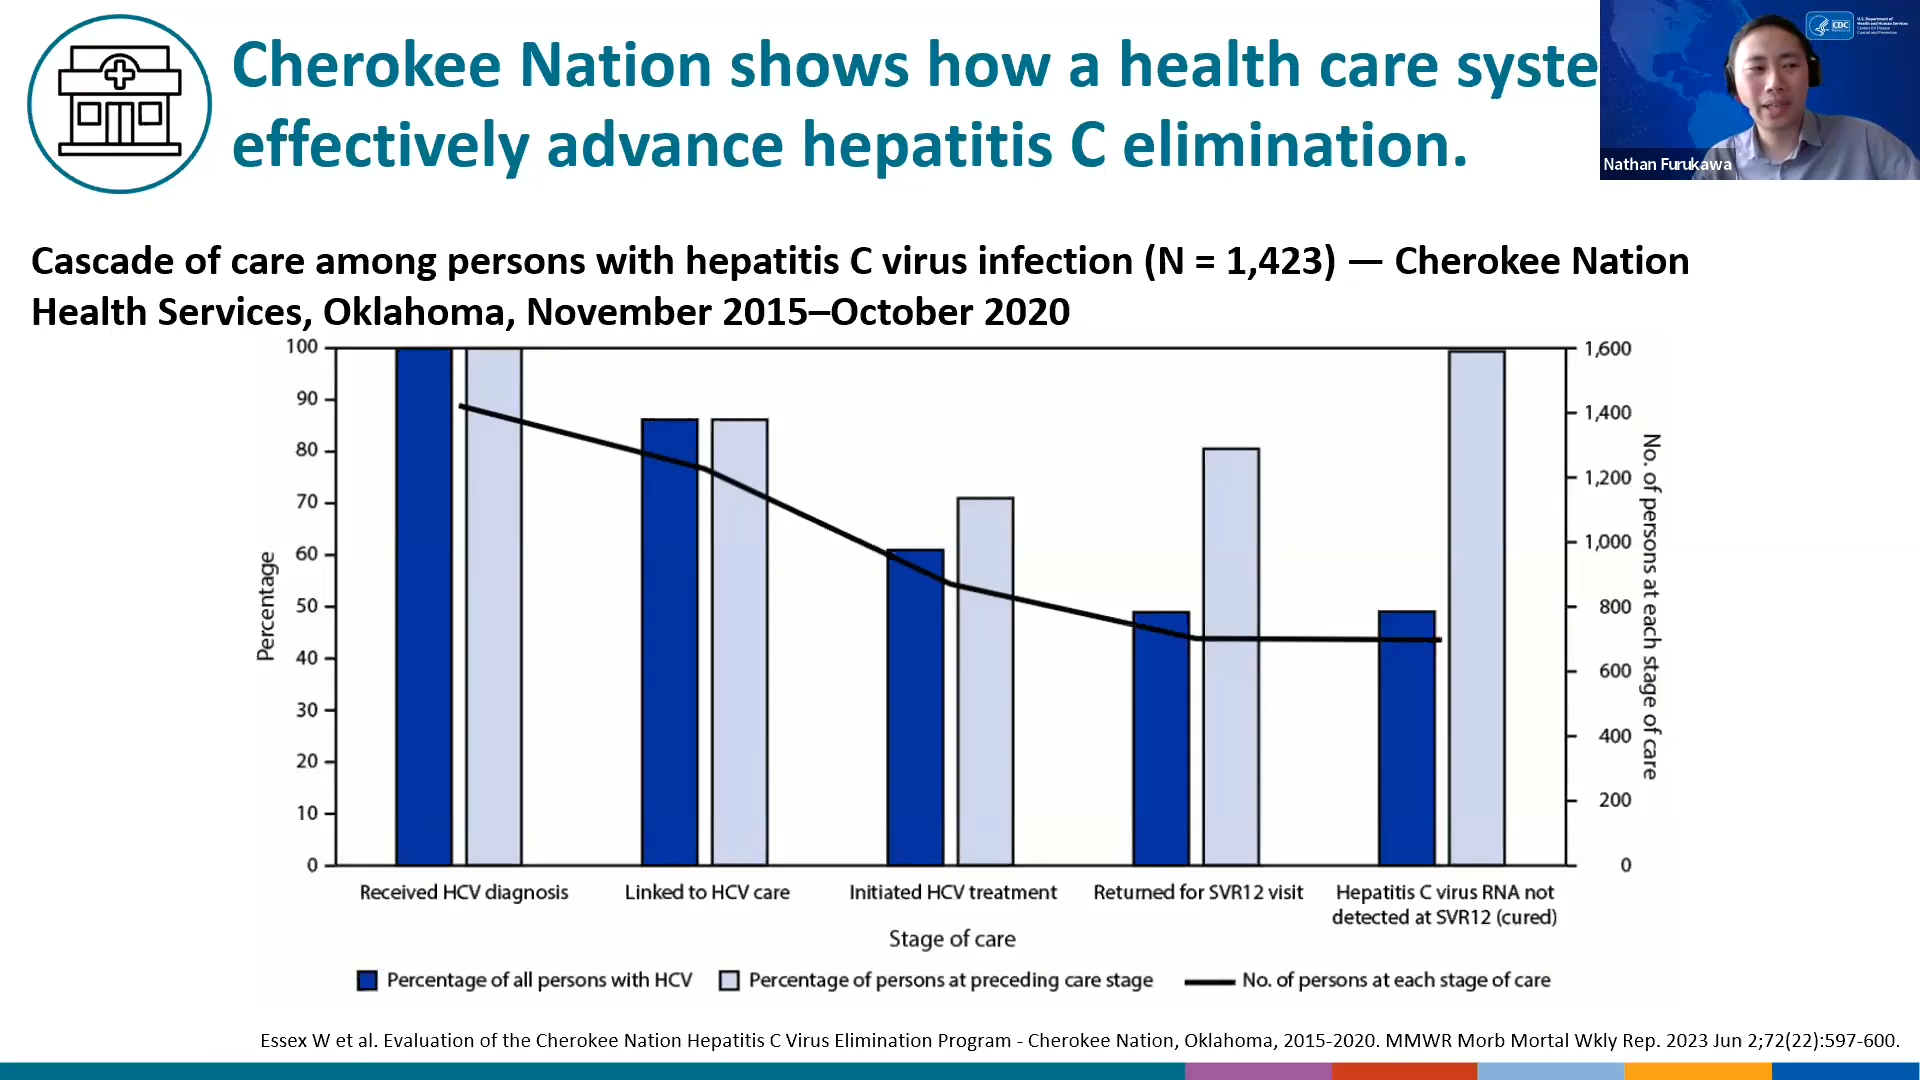 Cherokee Nation shows how a health care syste
effectively advance hepatitis C elimination.
CDC
Nathan Furukawa
Cascade of care among persons with hepatitis C virus infection (N = 1,423) — Cherokee Nation
Health Services, Oklahoma, November 2015–October 2020
100
90
80
70
60
50
40
30
20
10
0
Percentage
1,600
1,400
1,200
1,000
800
600
400
200
0
No. of persons at each stage of care
Received HCV diagnosis
Linked to HCV care
Initiated HCV treatment
Returned for SVR12 visit
Hepatitis C virus RNA not
detected at SVR12 (cured)
Stage of care
Percentage of all persons with HCV
Percentage of persons at preceding care stage
No. of persons at each stage of care
Essex W et al. Evaluation of the Cherokee Nation Hepatitis C Virus Elimination Program - Cherokee Nation, Oklahoma, 2015-2020. MMWR Morb Mortal Wkly Rep. 2023 Jun 2;72(22):597-600.